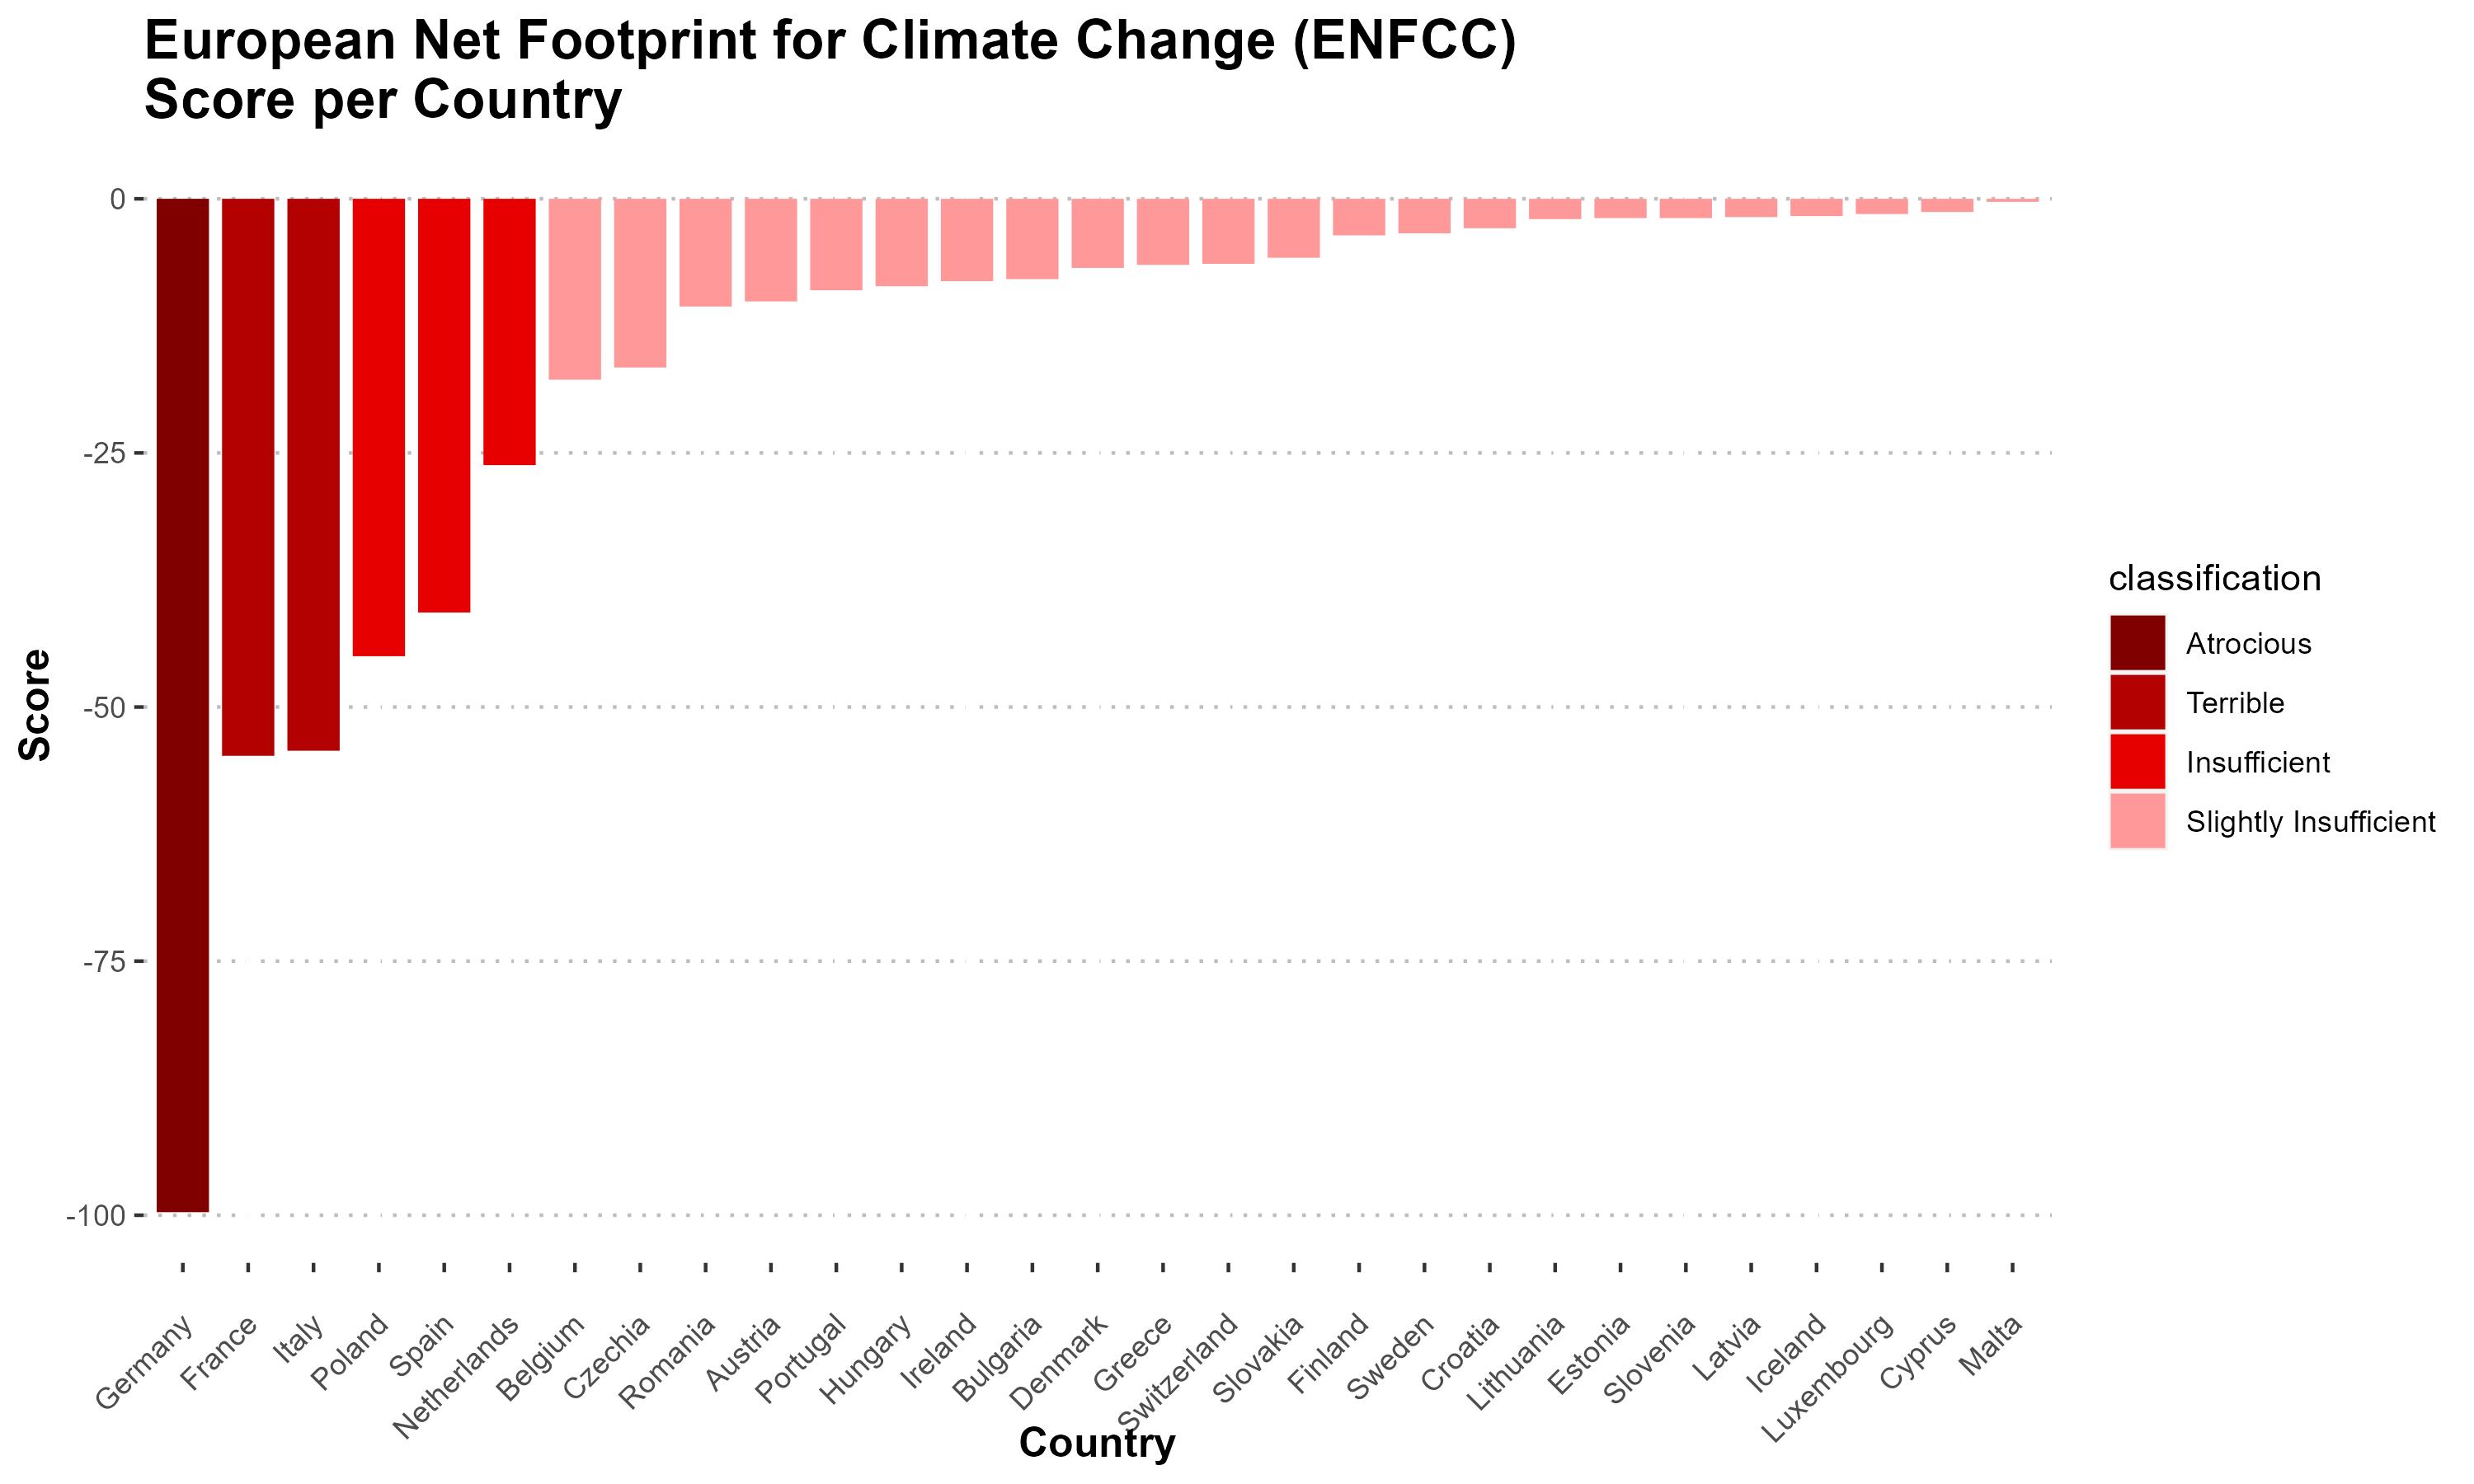 European Net Footprint for Climate Change (ENFCC)
Score per Country
0
-25
-50
-75
-100
Score
Germany
France
Italy
Poland
Spain
Netherlands
Belgium
Czechia
Romania
Austria
Portugal
Hungary
Ireland
Bulgaria
Denmark
Greece
Switzerland
Slovakia
Finland
Sweden
Croatia
Lithuania
Estonia
Slovenia
Latvia
Iceland
Luxembourg
Cyprus
Malta
Country
classification
Atrocious
Terrible
Insufficient
Slightly Insufficient